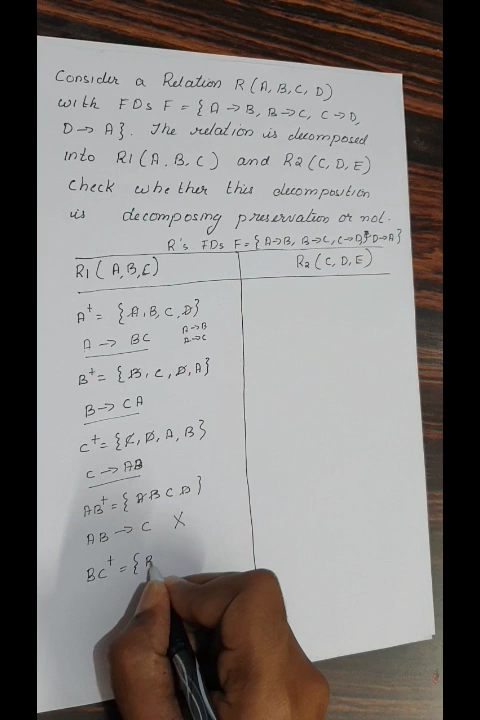 Consider a Relation R(A,B,C,D)
with FDs F = {A→B, B→C, C→D,
D→A}. The relation is decomposed
into R1(A,B,C) and R2(C,D,E)
Check whether this decomposition
is decomposing preservation or not.
R's FDs F={A→B, B→C, C→D, D→A}
R1(A,B,C) R2(C,D,E)
A⁺ = {A,B,C,D}
A → BC A→B
A→C
B⁺ = {B,C,D,A}
B → CA
C⁺ = {C,D,A,B}
C → AB
AB⁺ = {ABCD}
AB → C X
BC⁺ = {B